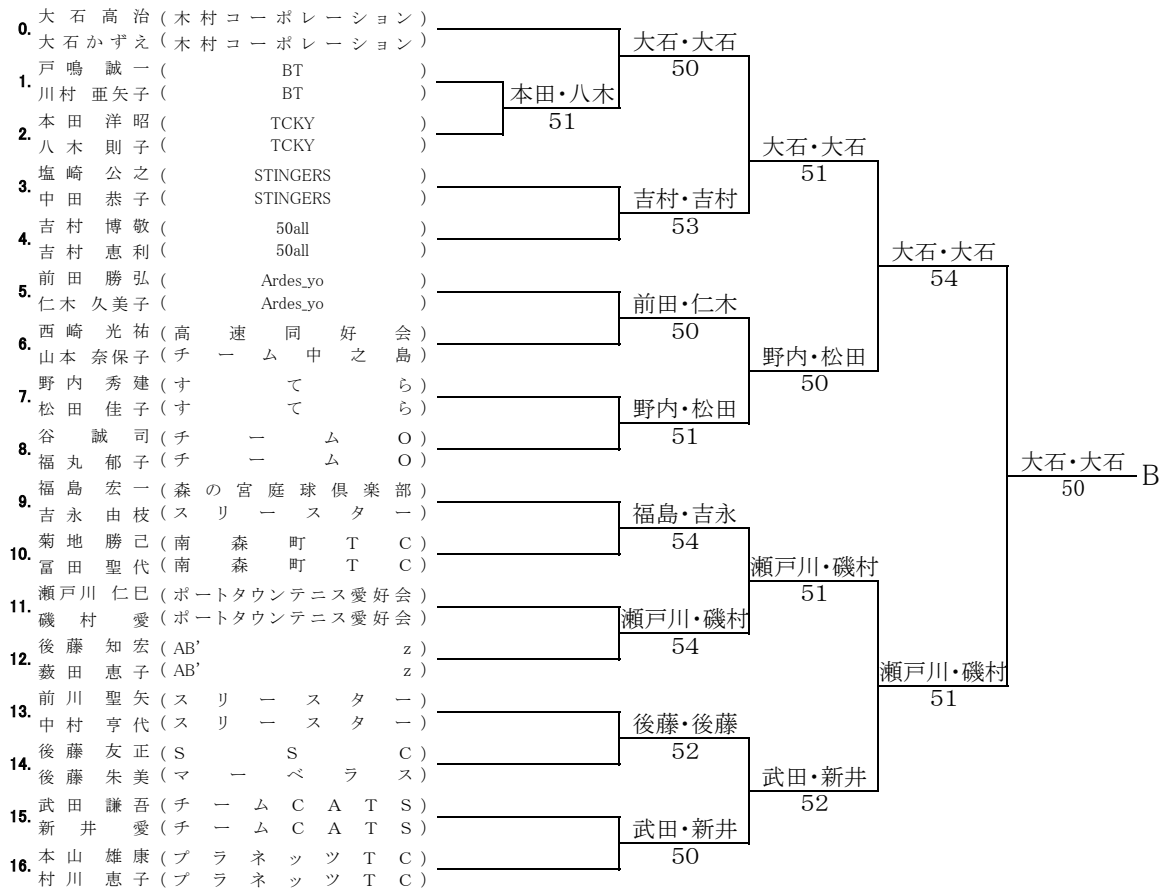 0. 大石高治 (木村コーポレーション)
大石かずえ (木村コーポレーション)
1. 戸鳴誠一 ( BT )
川村 亜矢子 ( BT )
2. 本田洋昭 ( TCKY )
八木則子 ( TCKY )
3. 塩崎公之 ( STINGERS )
中田恭子 ( STINGERS )
4. 吉村博敬 ( 50all )
吉村恵利 ( 50all )
5. 前田勝弘 ( Ardes_yo )
仁木 久美子 ( Ardes_yo )
6. 西崎光祐 (高速同好会)
山本 奈保子 (チーム中之島)
7. 野内秀建 (すてら)
松田佳子 (すてら)
8. 谷誠司 (チームO)
福丸郁子 (チームO)
9. 福島宏一 (森の宮庭球倶楽部)
吉永由枝 (スリースター)
10. 菊地勝己 (南森町TC)
冨田聖代 (南森町TC)
11. 瀬戸川 仁巳 (ポートタウンテニス愛好会)
磯村愛 (ポートタウンテニス愛好会)
12. 後藤知宏 (AB'z)
薮田恵子 (AB'z)
13. 前川聖矢 (スリースター)
中村亨代 (スリースター)
14. 後藤友正 (SSC)
後藤朱美 (マーベラス)
15. 武田謙吾 (チームCATS)
新井愛 (チームCATS)
16. 本山雄康 (プラネッツTC)
村川恵子 (プラネッツTC)
本田・八木
51
大石・大石
50
吉村・吉村
53
前田・仁木
50
野内・松田
51
福島・吉永
54
瀬戸川・磯村
54
後藤・後藤
52
武田・新井
50
大石・大石
51
野内・松田
50
瀬戸川・磯村
51
武田・新井
52
大石・大石
54
瀬戸川・磯村
51
大石・大石
50
B